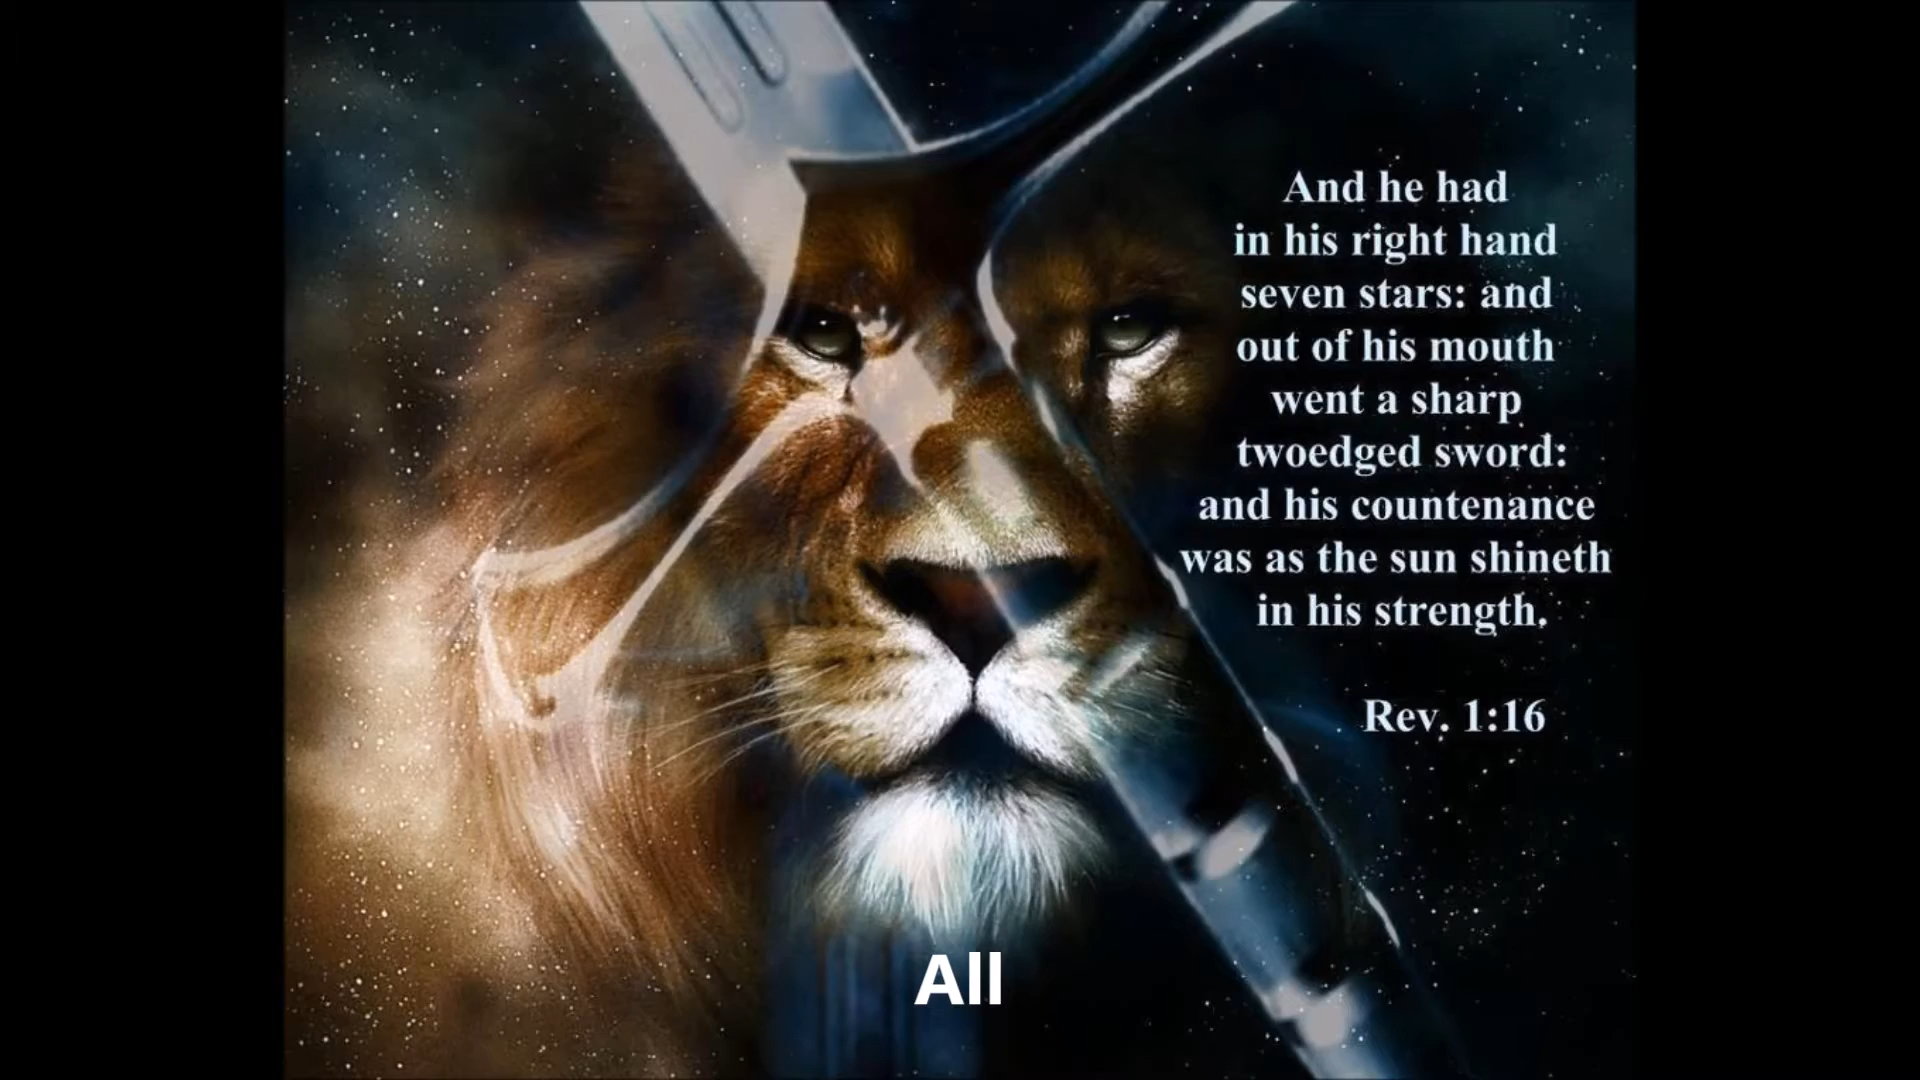 And he had
in his right hand
seven stars: and
out of his mouth
went a sharp
twoedged sword:
and his countenance
was as the sun shineth
in his strength.
Rev. 1:16
All